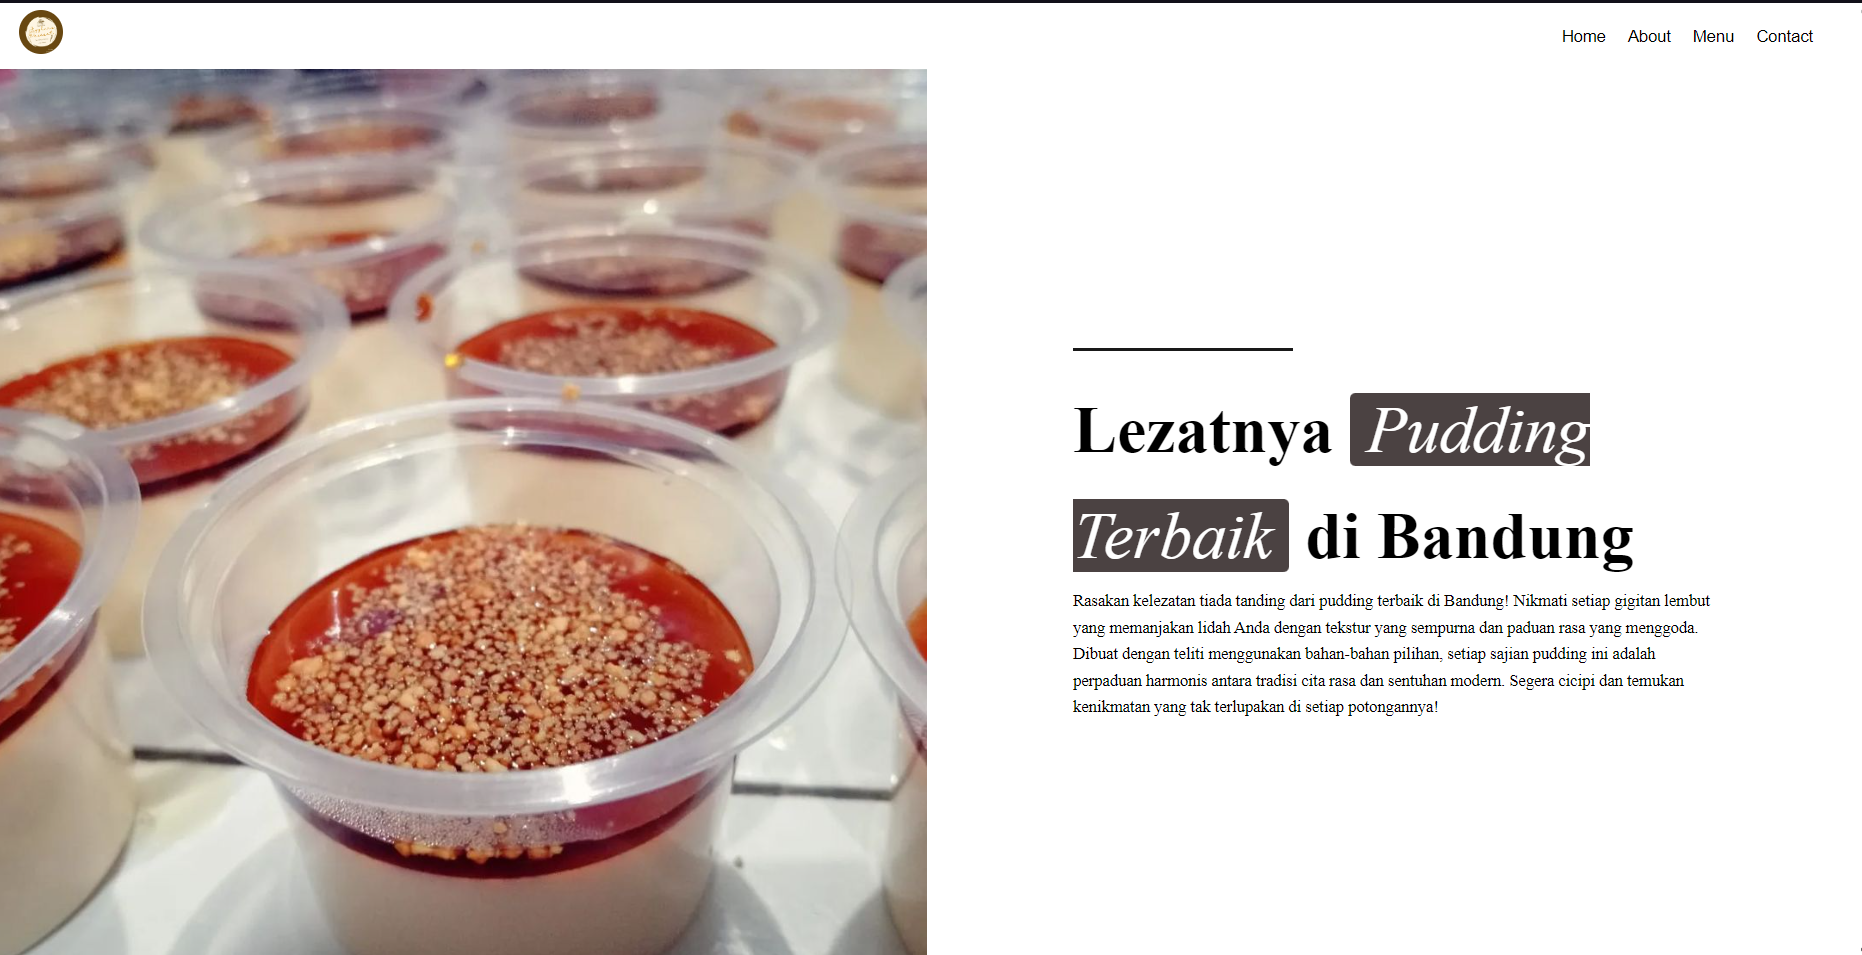 Home About Menu Contact
Lezatnya Pudding
Terbaik di Bandung
Rasakan kelezatan tiada tanding dari pudding terbaik di Bandung! Nikmati setiap gigitan lembut
yang memanjakan lidah Anda dengan tekstur yang sempurna dan paduan rasa yang menggoda.
Dibuat dengan teliti menggunakan bahan-bahan pilihan, setiap sajian pudding ini adalah
perpaduan harmonis antara tradisi cita rasa dan sentuhan modern. Segera cicipi dan temukan
kenikmatan yang tak terlupakan di setiap potongannya!